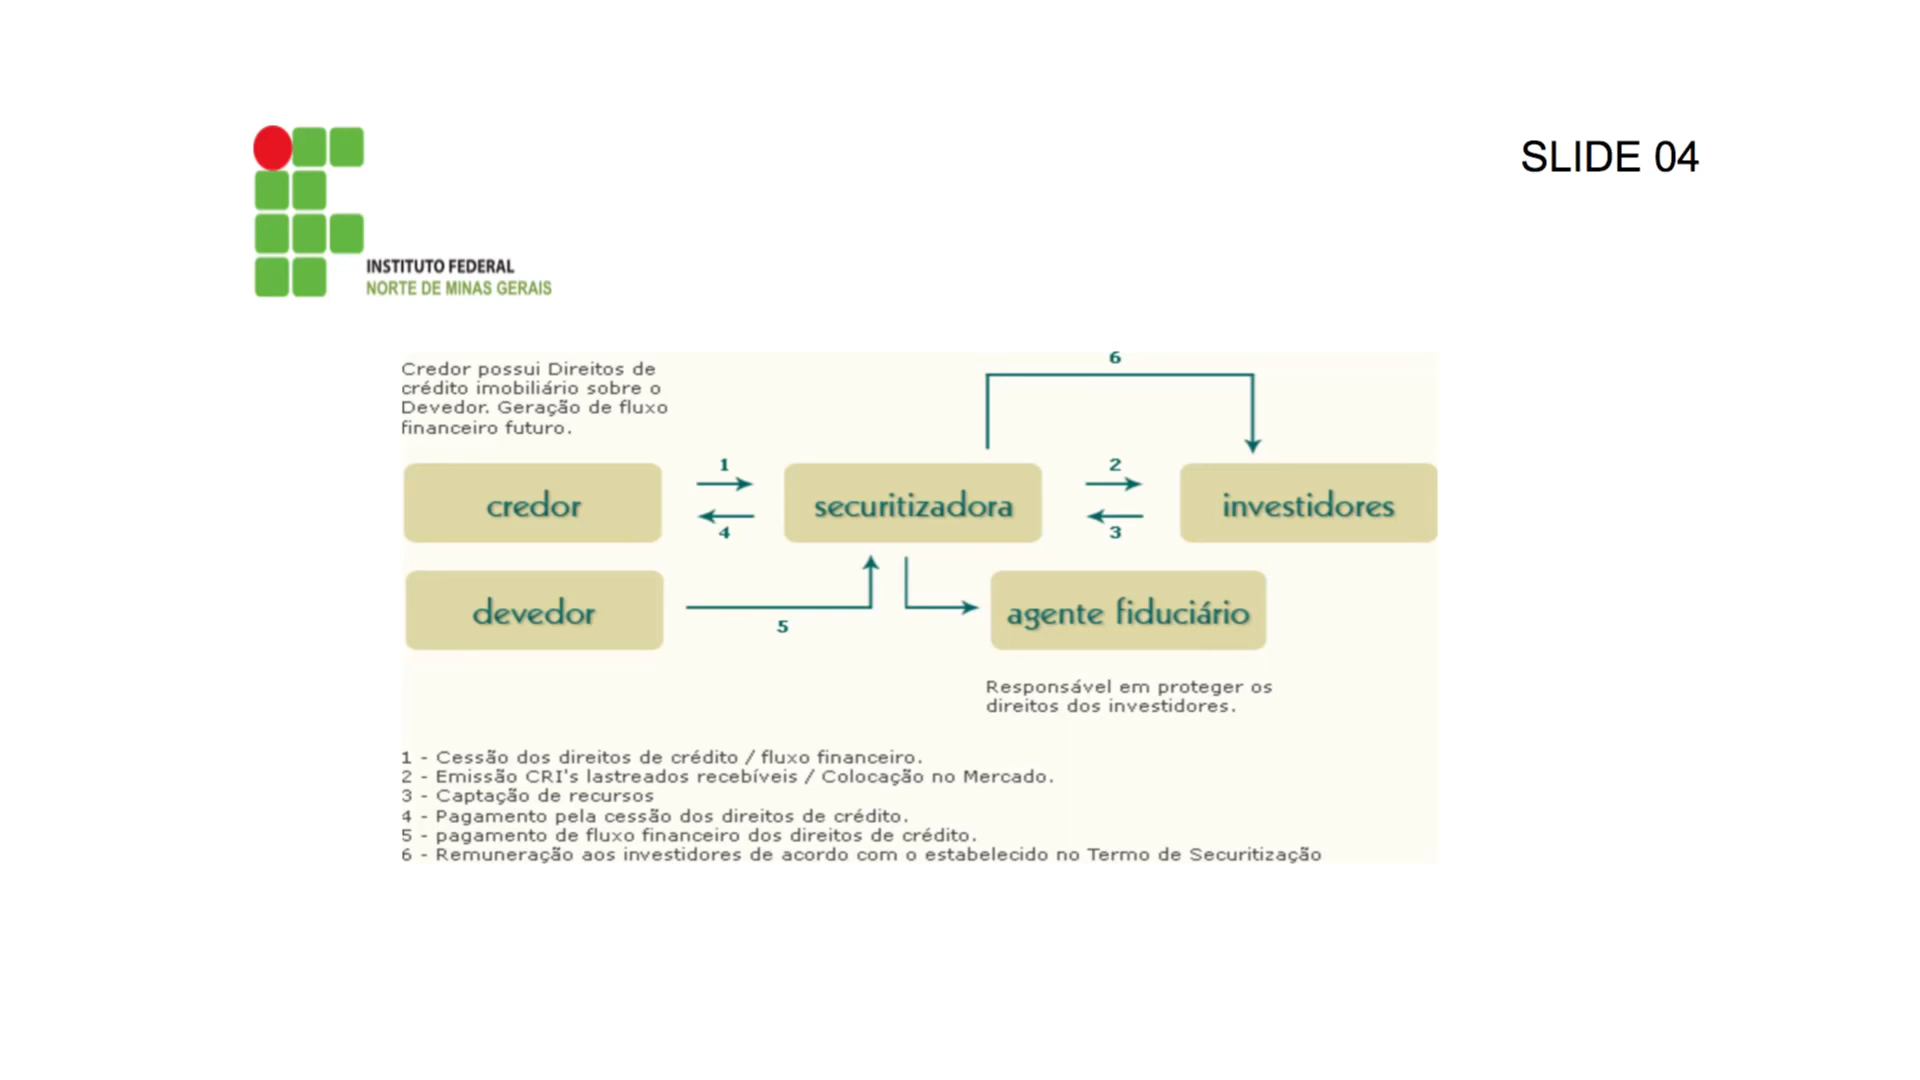 SLIDE 04
INSTITUTO FEDERAL
NORTE DE MINAS GERAIS
Credor possui Direitos de
crédito imobiliário sobre o
Devedor. Geração de fluxo
financeiro futuro.
6
credor
1
4
securitizadora
2
3
investidores
devedor
5
agente fiduciário
Responsável em proteger os
direitos dos investidores.
1 - Cessão dos direitos de crédito / fluxo financeiro.
2 - Emissão CRI's lastreados recebíveis / Colocação no Mercado.
3 - Captação de recursos
4 - Pagamento pela cessão dos direitos de crédito.
5 - pagamento de fluxo financeiro dos direitos de crédito.
6 - Remuneração aos investidores de acordo com o estabelecido no Termo de Securitização